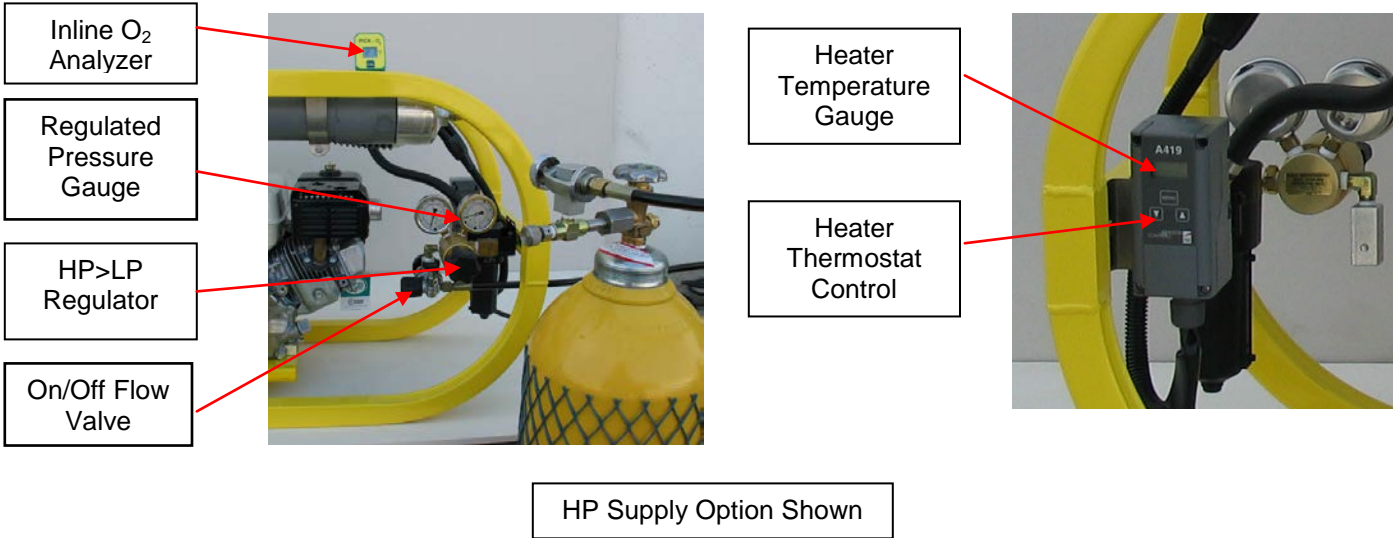 Inline O₂
Analyzer
Regulated
Pressure
Gauge
HP>LP
Regulator
On/Off Flow
Valve
Heater
Temperature
Gauge
Heater
Thermostat
Control
A419
HP Supply Option Shown